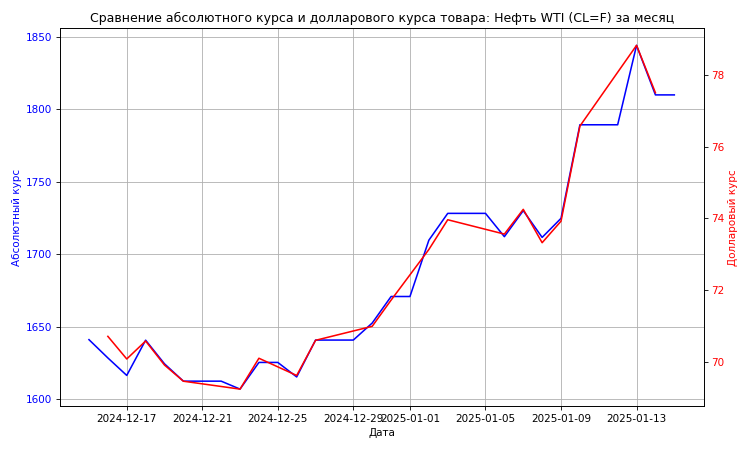 Сравнение абсолютного курса и долларового курса товара: Нефть WTI (CL=F) за месяц
Абсолютный курс
1850
1800
1750
1700
1650
1600
78
76
74
72
70
Долларовый курс
2024-12-17 2024-12-21 2024-12-25 2024-12-29 2025-01-01 2025-01-05 2025-01-09 2025-01-13
Дата